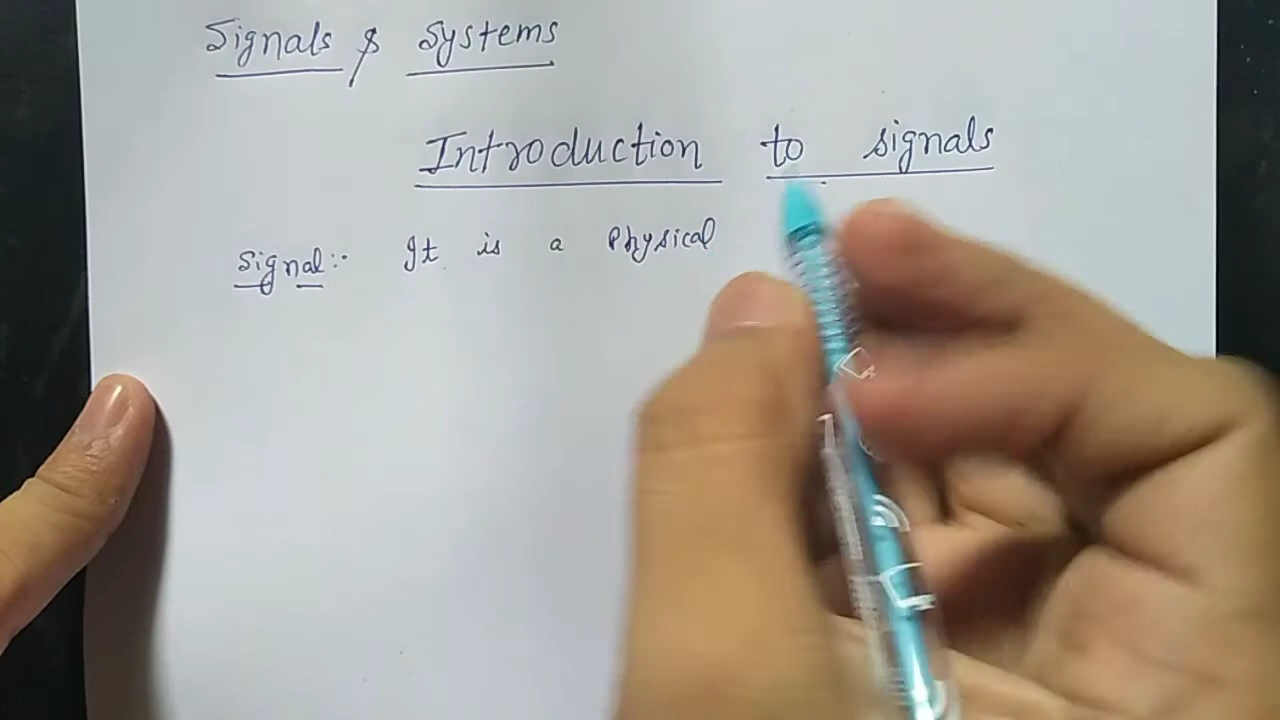 Signals & Systems
Introduction to signals
Signal:- It is a Physical